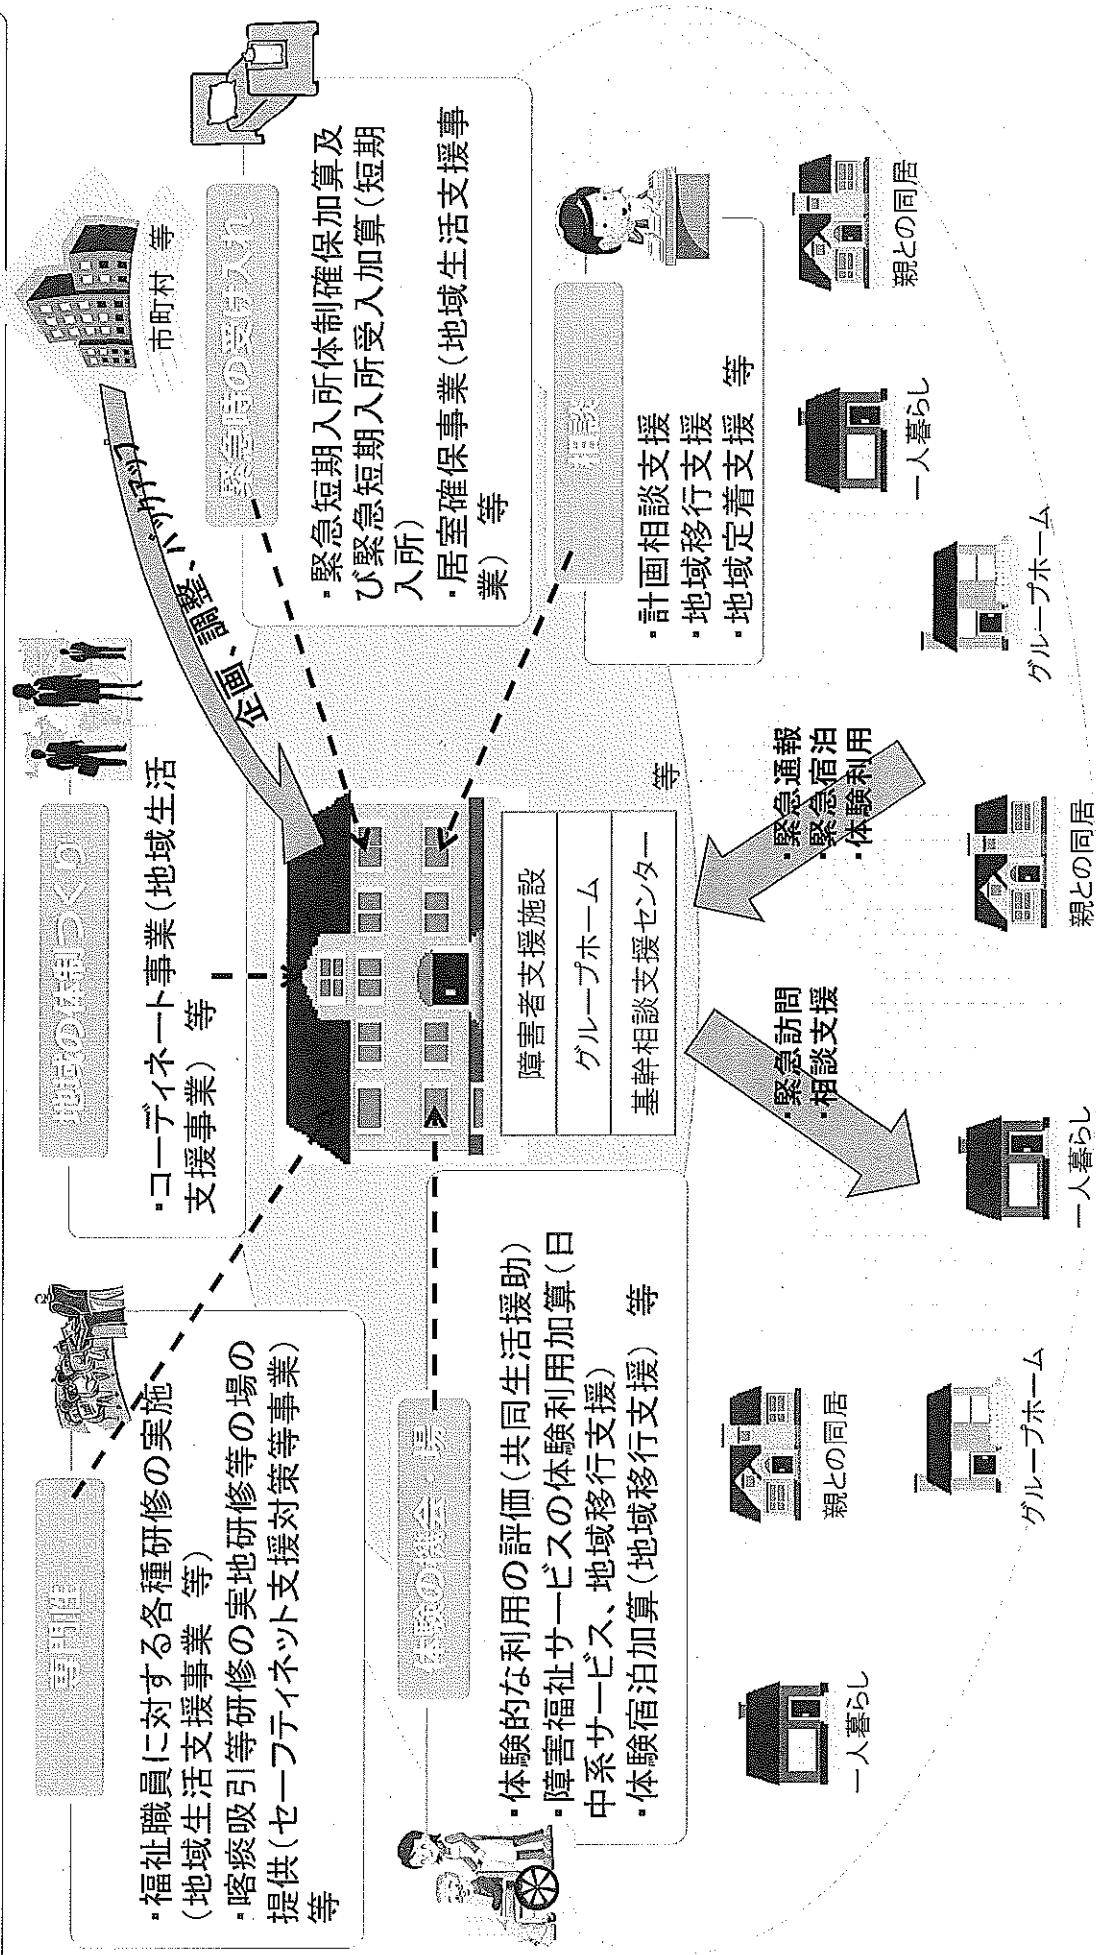 専門性
・福祉職員に対する各種研修の実施
(地域生活支援事業 等)
・喀痰吸引等研修の実地研修等の場の
提供(セーフティネット支援対策等事業)
等
地域の体制づくり
・コーディネート事業(地域生活
支援事業) 等
市町村 等
企画、調整、バックアップ
緊急時の受け入れ
・緊急短期入所体制確保加算及
び緊急短期入所受入加算(短期
入所)
・居室確保事業(地域生活支援事
業) 等
体験の機会・場
・体験的な利用の評価(共同生活援助)
・障害福祉サービスの体験利用加算(日
中系サービス、地域移行支援)
・体験宿泊加算(地域移行支援) 等
障害者支援施設
グループホーム
基幹相談支援センター
等
相談
・計画相談支援
・地域移行支援
・地域定着支援 等
・緊急訪問
・相談支援
・緊急通報
・緊急宿泊
・体験利用
一人暮らし
親との同居
グループホーム
一人暮らし
親との同居
グループホーム
一人暮らし
親との同居